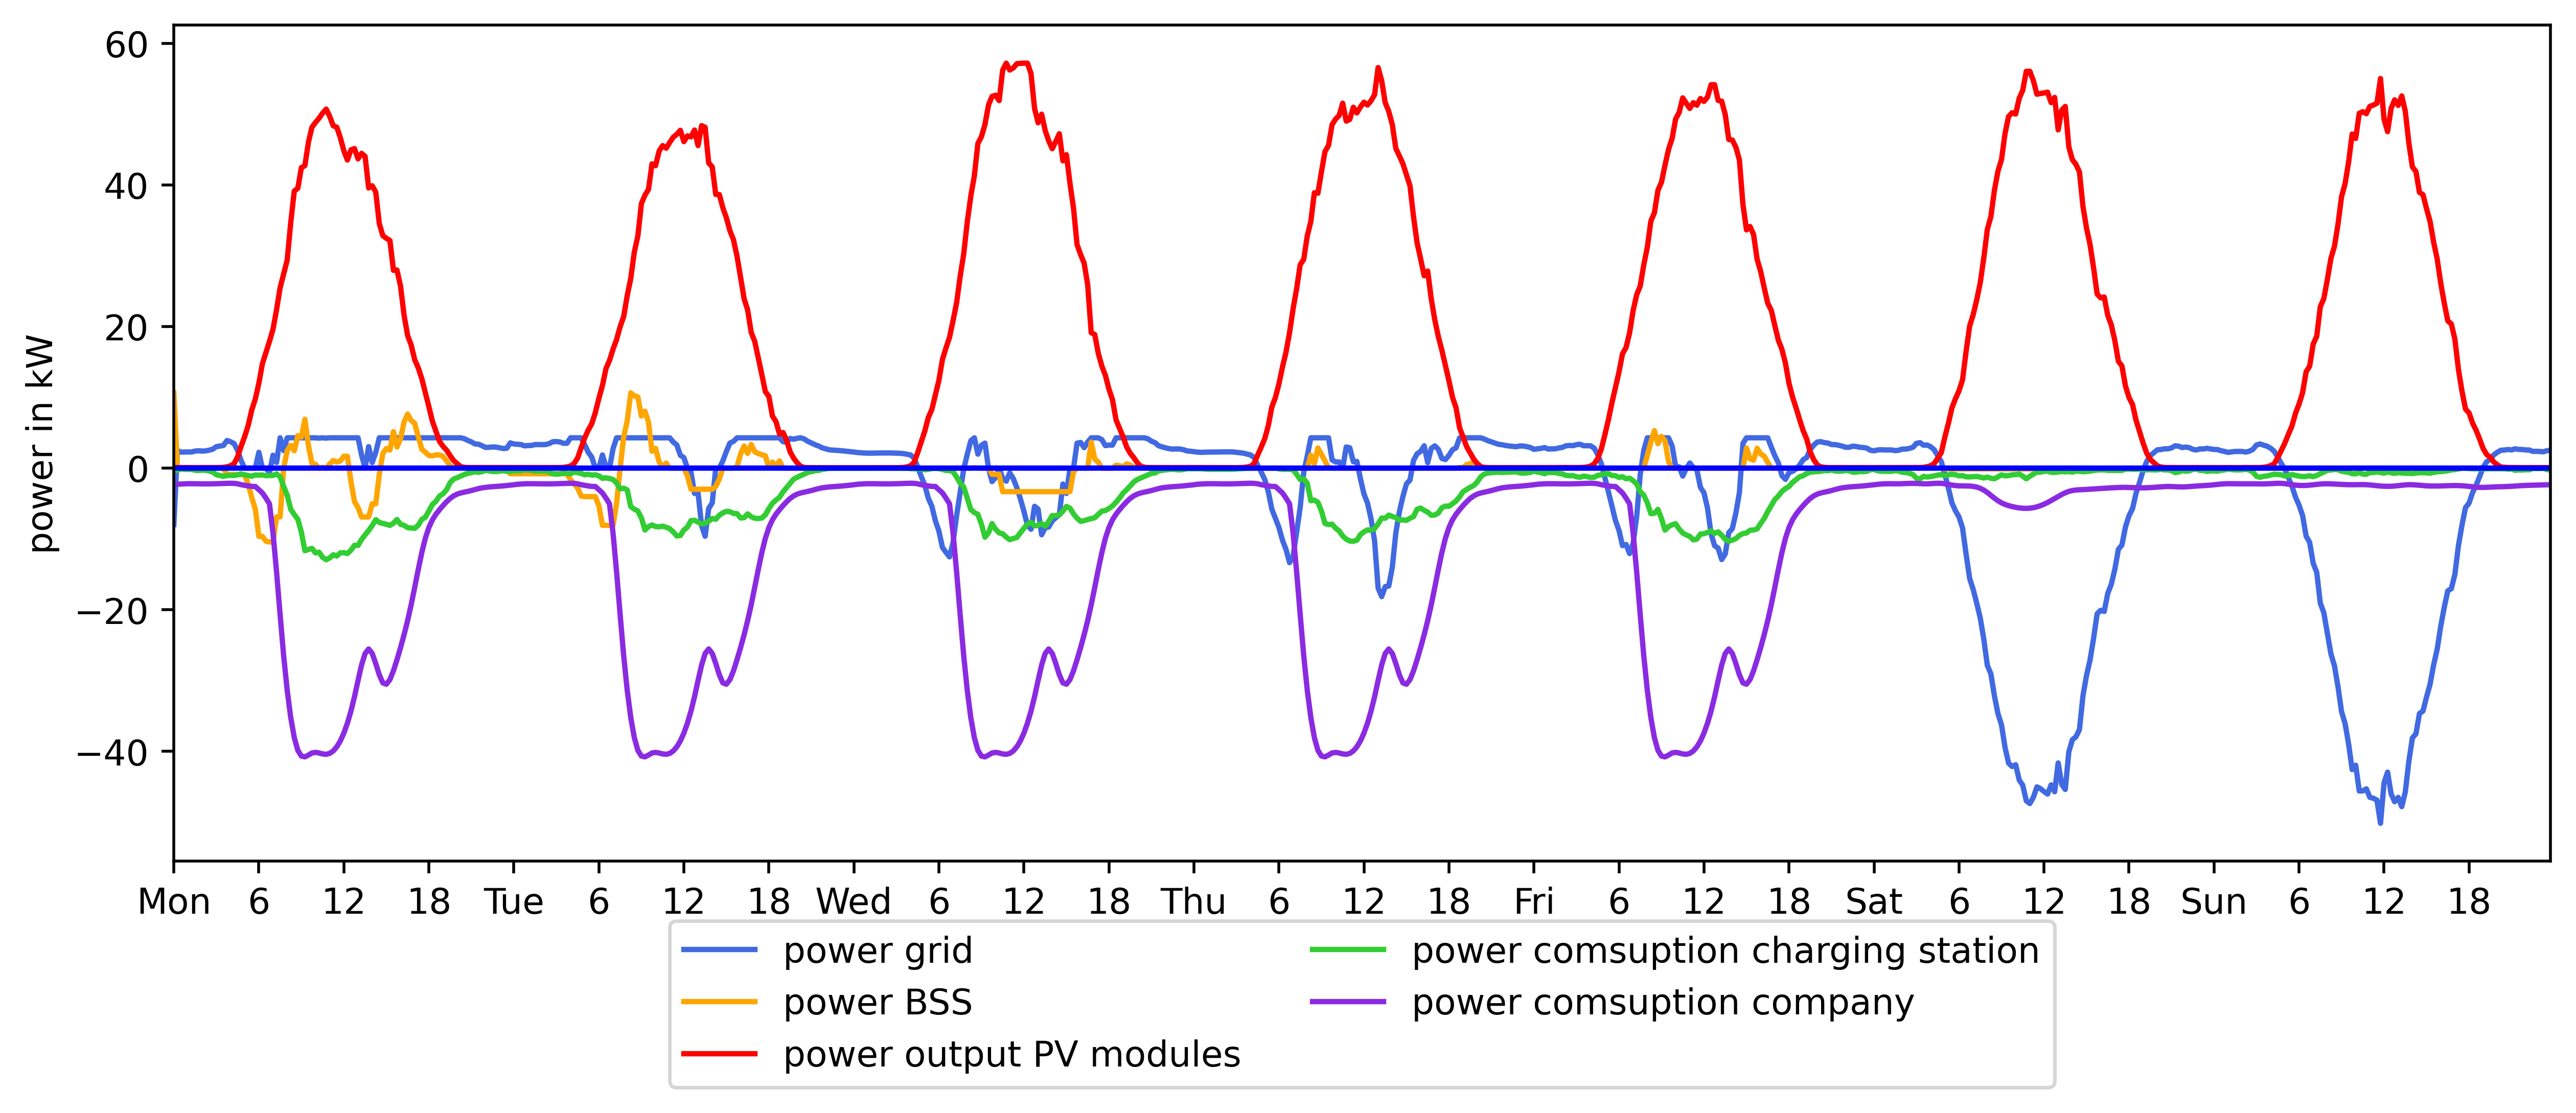 60
40
20
0
−20
−40
power in kW
Mon 6 12 18 Tue 6 12 18 Wed 6 12 18 Thu 6 12 18 Fri 6 12 18 Sat 6 12 18 Sun 6 12 18
power grid
power BSS
power output PV modules
power comsuption charging station
power comsuption company